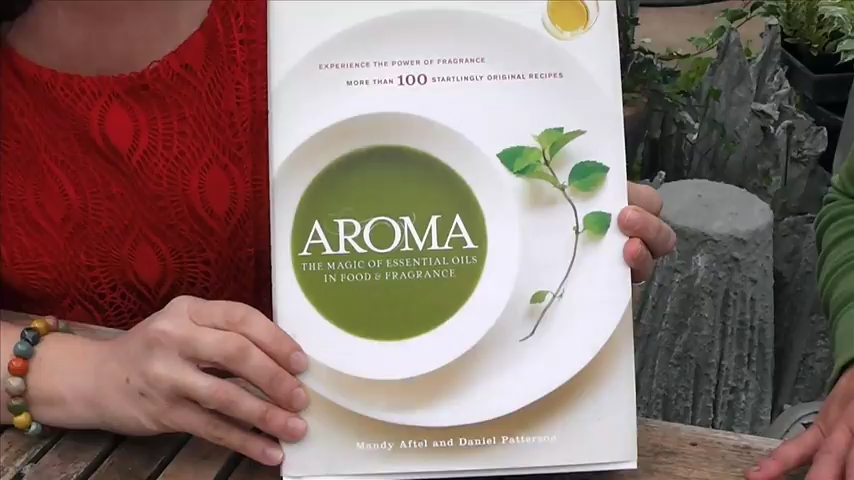 EXPERIENCE THE POWER OF FRAGRANCE
MORE THAN 100 STARTLINGLY ORIGINAL RECIPES
AROMA
THE MAGIC OF ESSENTIAL OILS
IN FOOD & FRAGRANCE
Mandy Aftel and Daniel Patterson